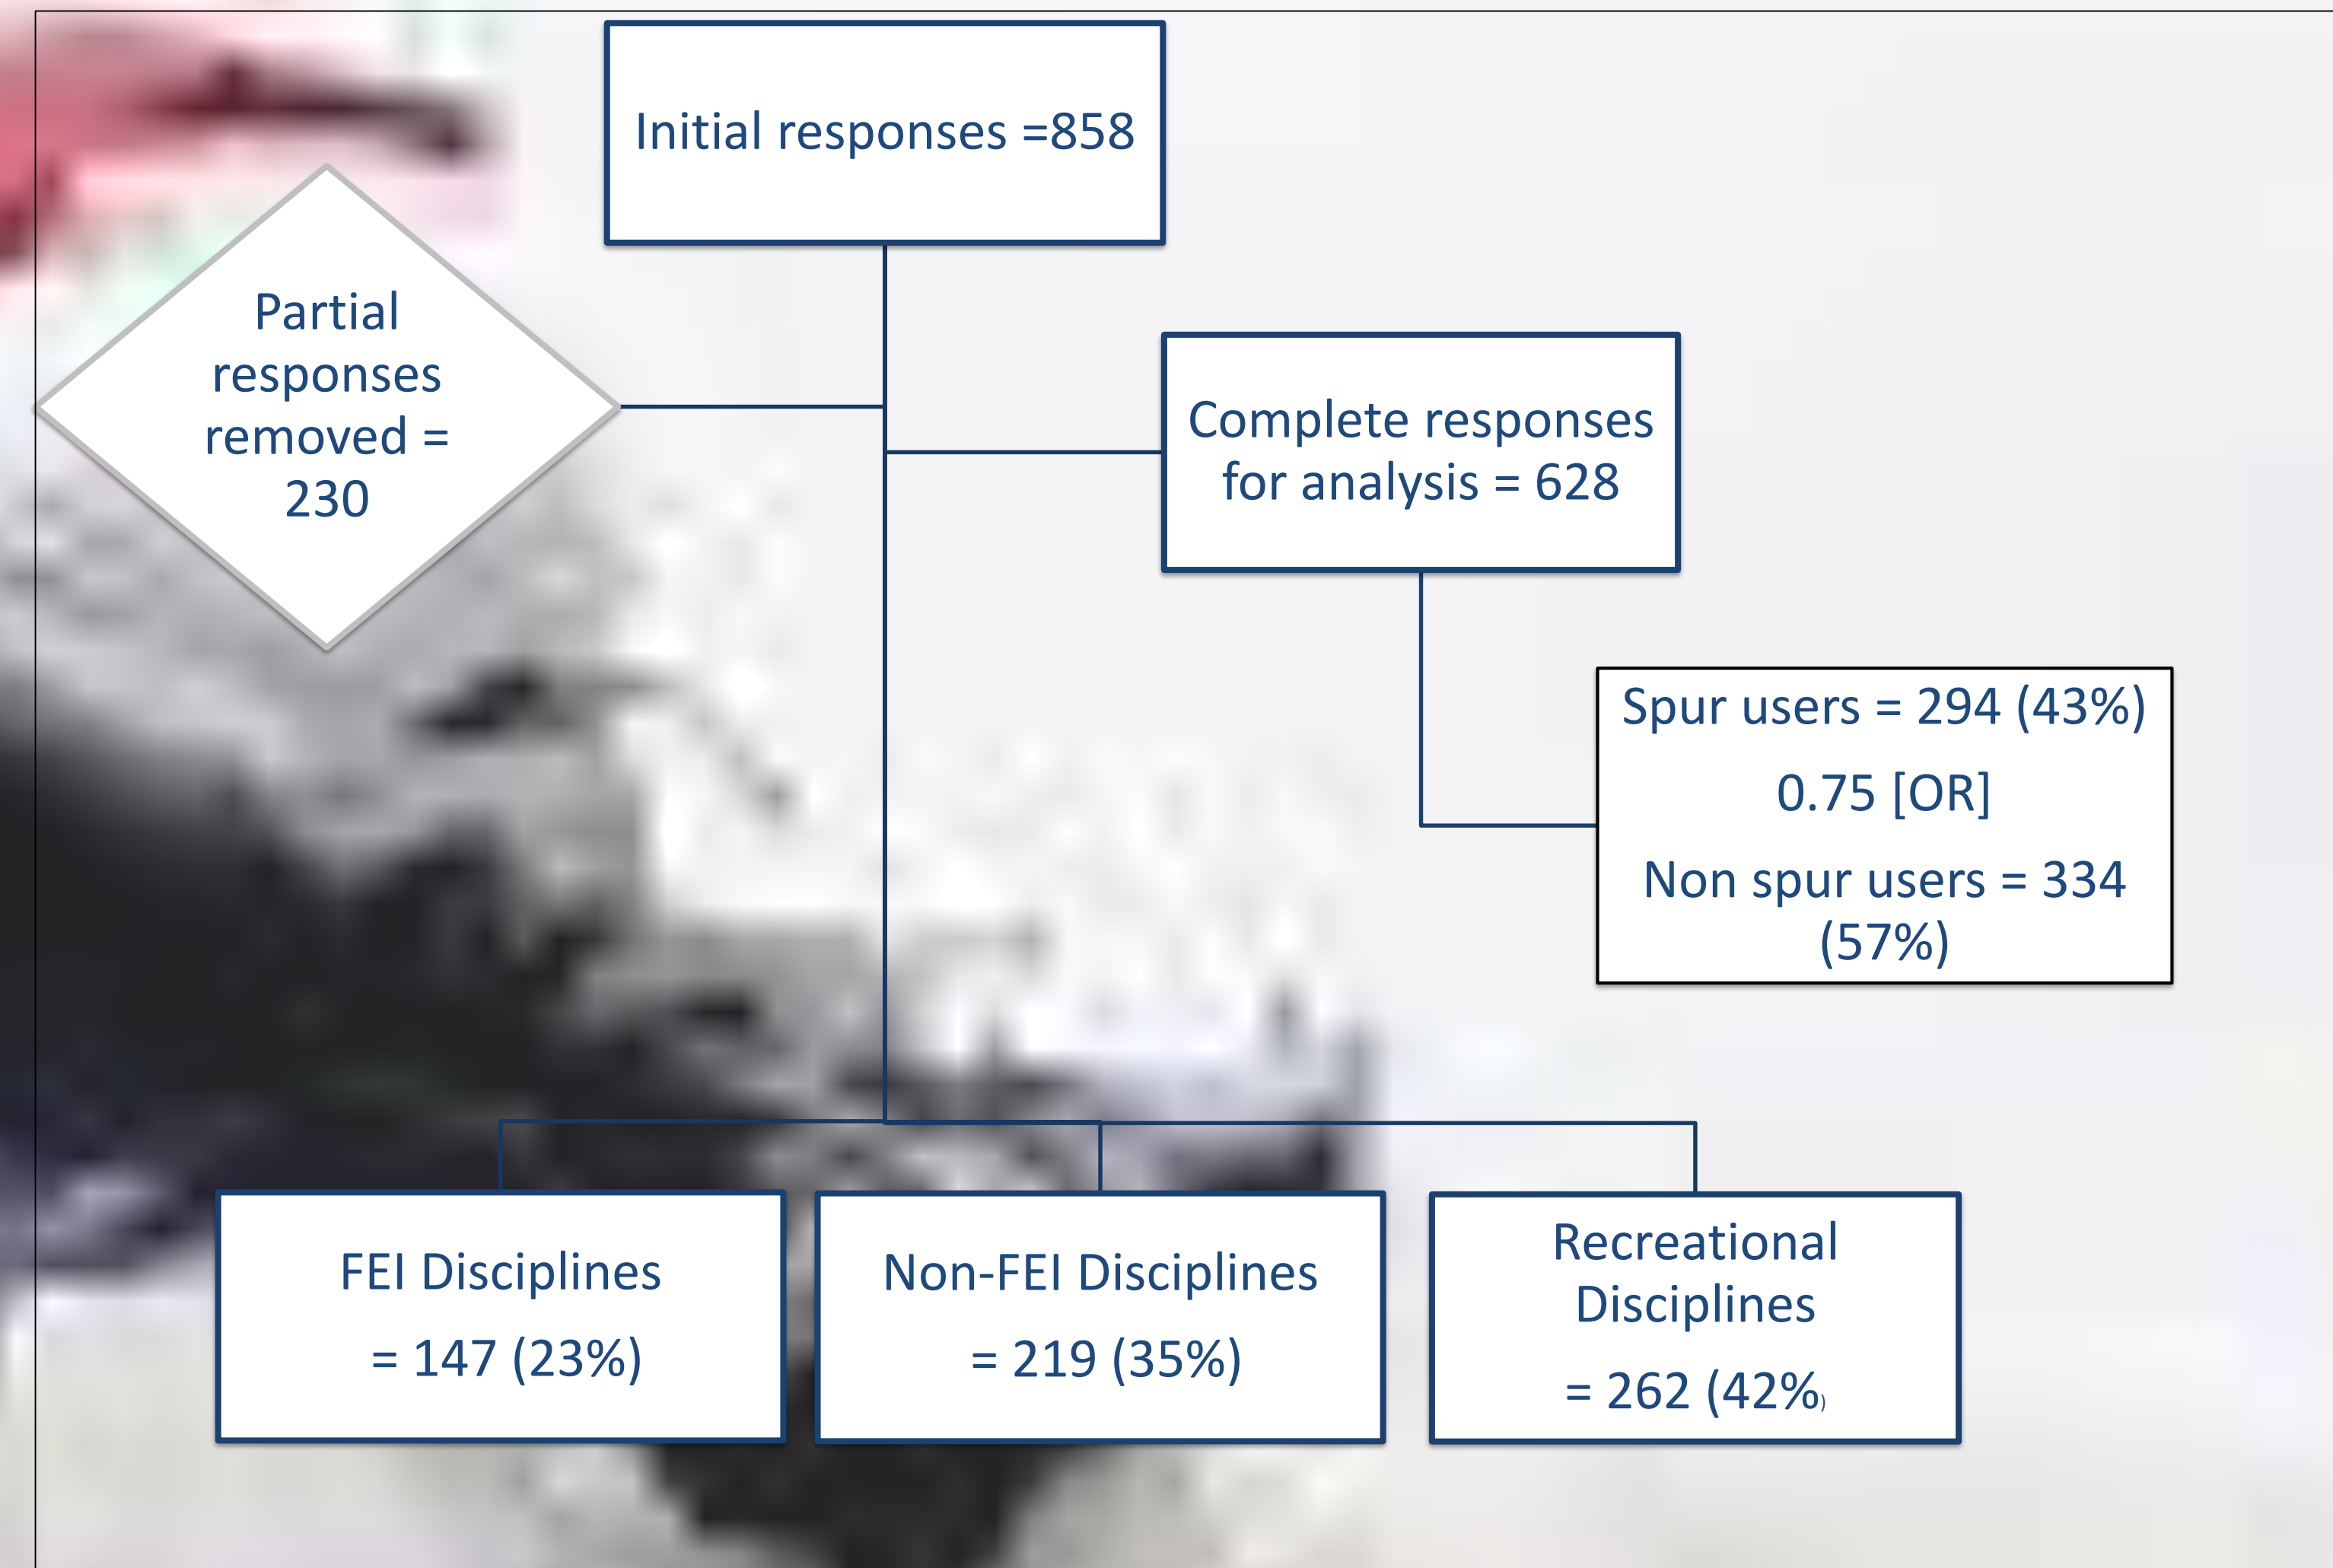 Initial responses =858
Partial
responses
removed =
230
Complete responses
for analysis = 628
Spur users = 294 (43%)
0.75 [OR]
Non spur users = 334
(57%)
FEI Disciplines
= 147 (23%)
Non-FEI Disciplines
= 219 (35%)
Recreational
Disciplines
= 262 (42%)